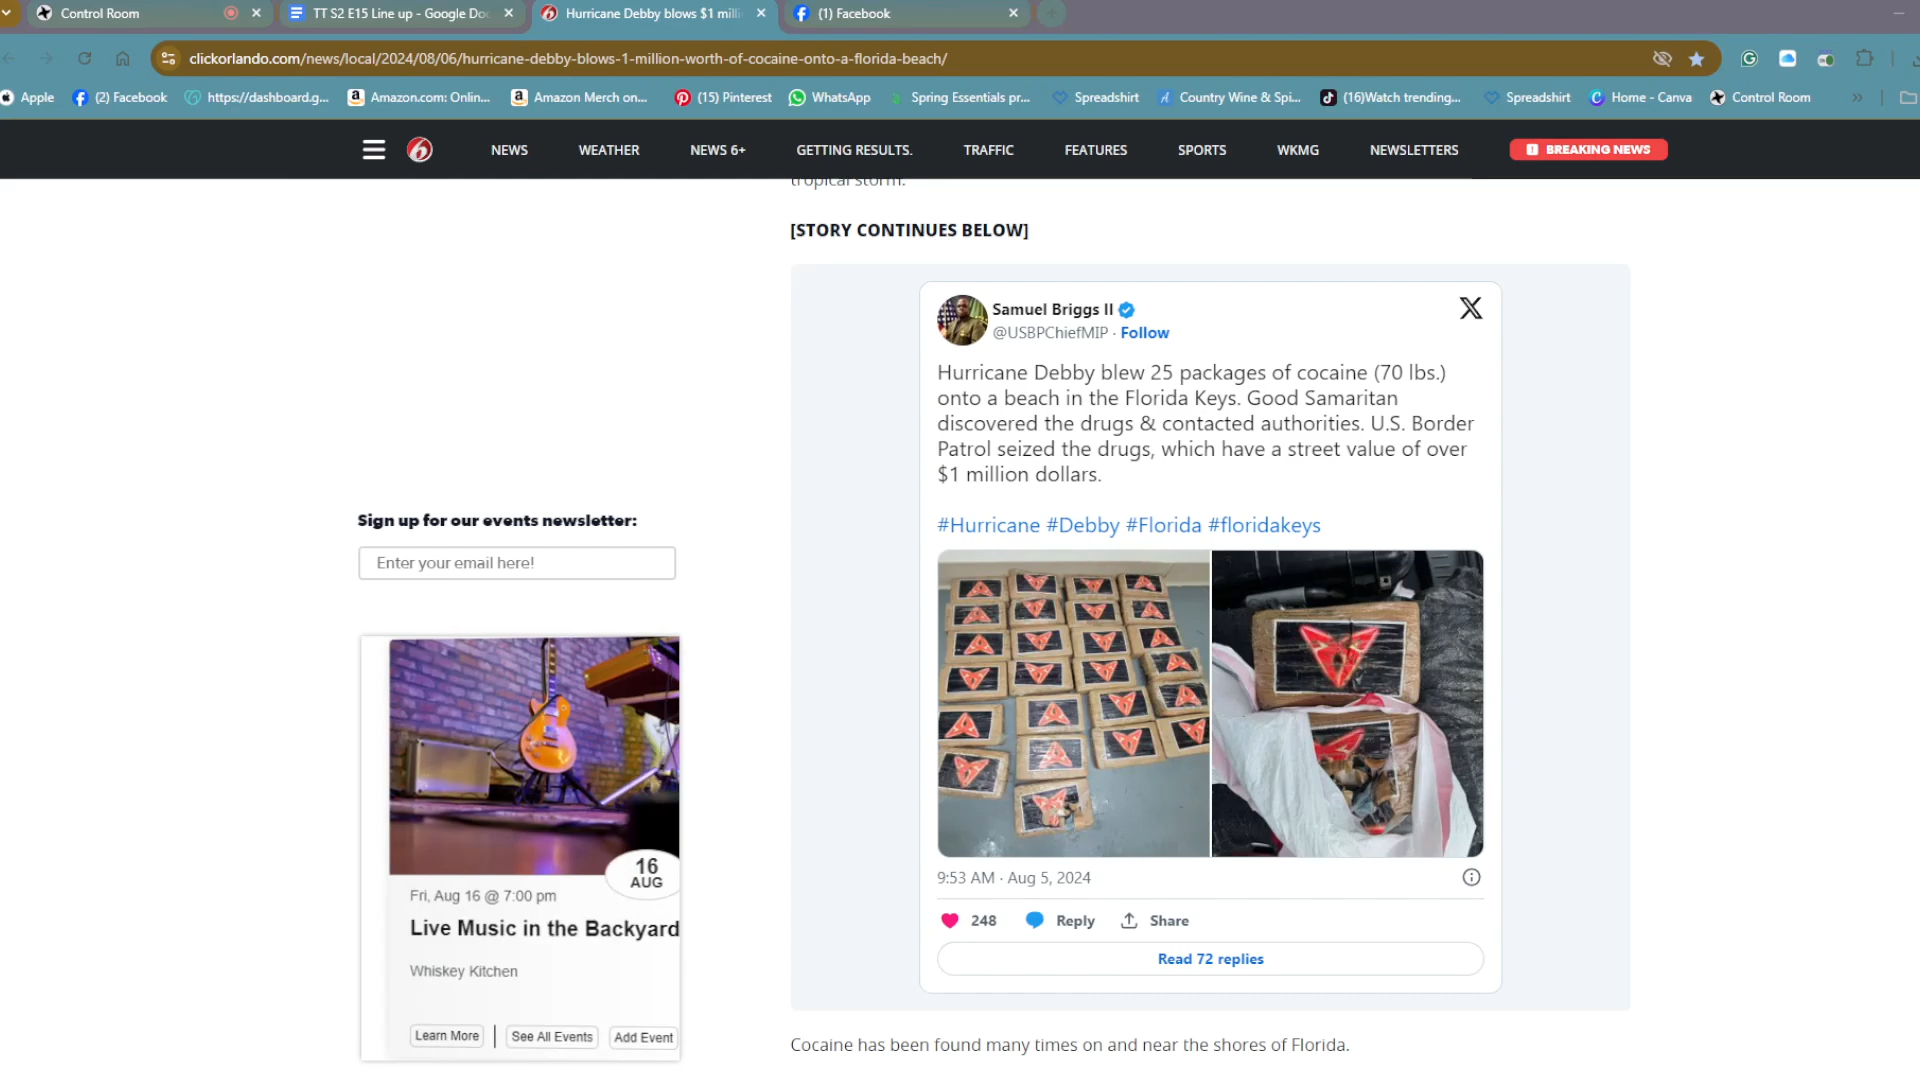 Control Room
TT S2 E15 Line up - Google Doc
Hurricane Debby blows $1 milli
(1) Facebook
clickorlando.com/news/local/2024/08/06/hurricane-debby-blows-1-million-worth-of-cocaine-onto-a-florida-beach/
Apple
(2) Facebook
https://dashboard.g...
Amazon.com: Onlin...
Amazon Merch on...
(15) Pinterest
WhatsApp
Spring Essentials pr...
Spreadshirt
Country Wine & Spi...
(16)Watch trending...
Spreadshirt
Home - Canva
Control Room
NEWS
WEATHER
NEWS 6+
GETTING RESULTS.
TRAFFIC
FEATURES
SPORTS
WKMG
NEWSLETTERS
BREAKING NEWS
tropical storm.
[STORY CONTINUES BELOW]
Samuel Briggs II
@USBPChiefMIP · Follow
Hurricane Debby blew 25 packages of cocaine (70 lbs.)
onto a beach in the Florida Keys. Good Samaritan
discovered the drugs & contacted authorities. U.S. Border
Patrol seized the drugs, which have a street value of over
$1 million dollars.
#Hurricane #Debby #Florida #floridakeys
9:53 AM · Aug 5, 2024
248
Reply
Share
Read 72 replies
Cocaine has been found many times on and near the shores of Florida.
Sign up for our events newsletter:
Enter your email here!
16
AUG
Fri, Aug 16 @ 7:00 pm
Live Music in the Backyard
Whiskey Kitchen
Learn More
See All Events
Add Event